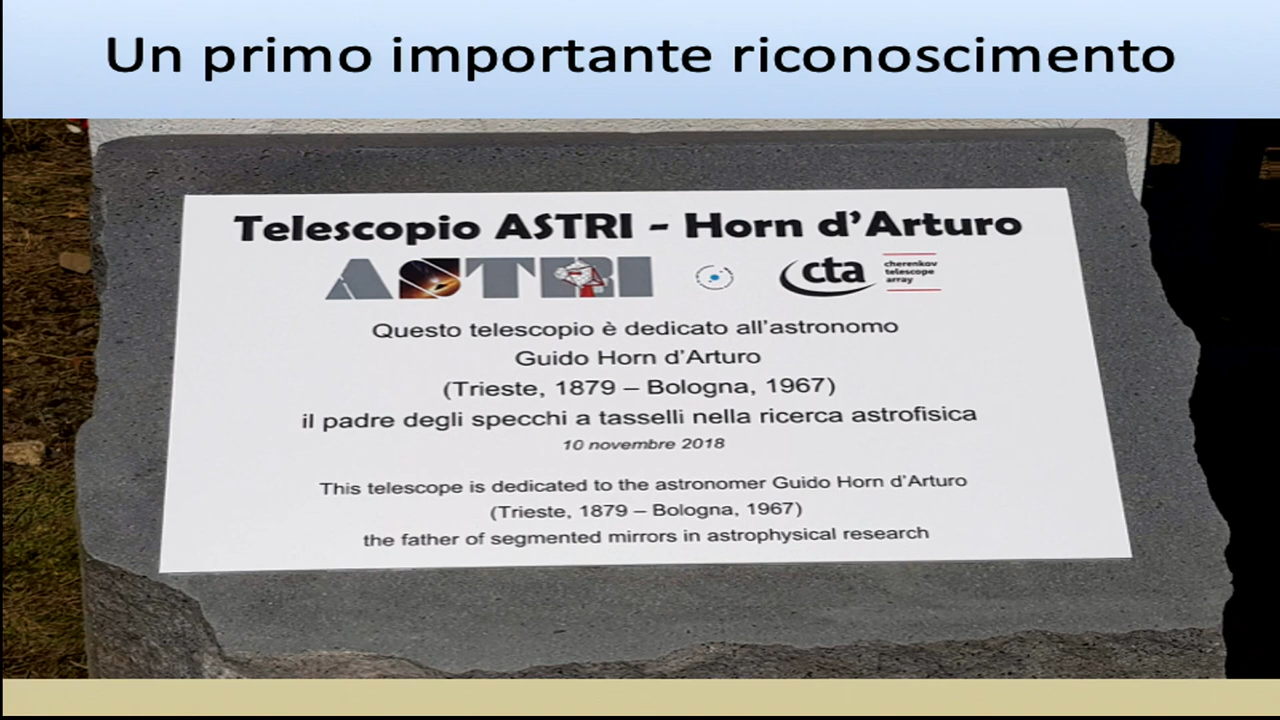 Un primo importante riconoscimento
Telescopio ASTRI - Horn d'Arturo
ASTRI
cta
cherenkov
telescope
array
Questo telescopio è dedicato all'astronomo
Guido Horn d'Arturo
(Trieste, 1879 – Bologna, 1967)
il padre degli specchi a tasselli nella ricerca astrofisica
10 novembre 2018
This telescope is dedicated to the astronomer Guido Horn d'Arturo
(Trieste, 1879 – Bologna, 1967)
the father of segmented mirrors in astrophysical research